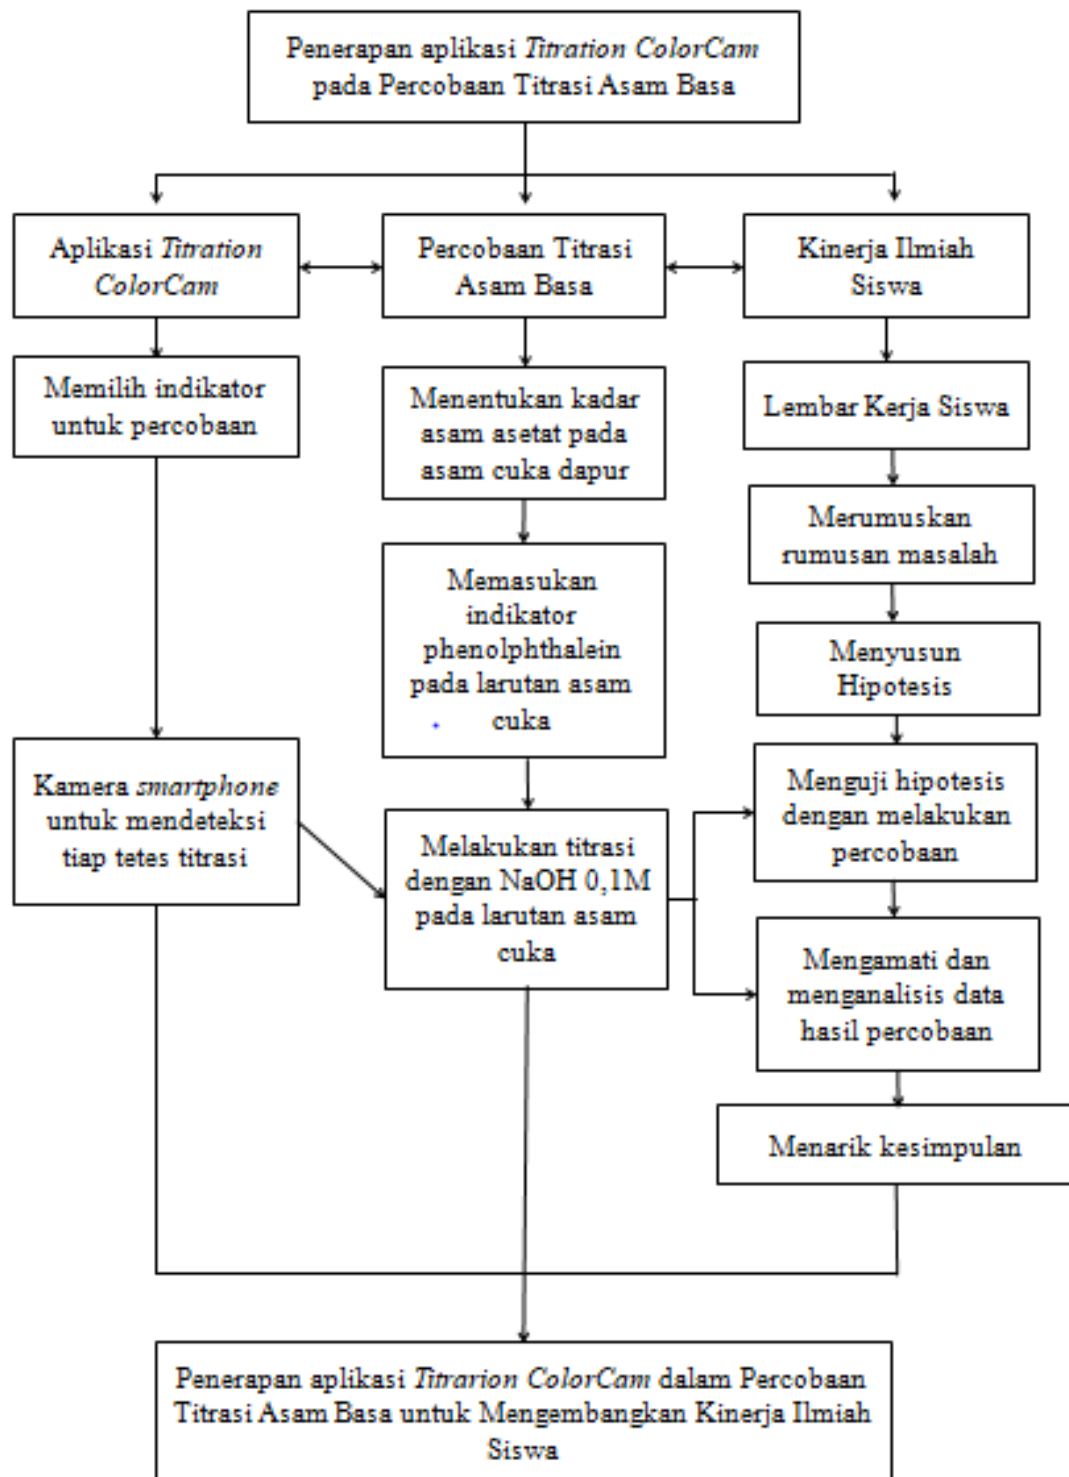 Penerapan aplikasi Titration ColorCam
pada Percobaan Titrasi Asam Basa
Aplikasi Titration
ColorCam
Percobaan Titrasi
Asam Basa
Kinerja Ilmiah
Siswa
Memilih indikator
untuk percobaan
Menentukan kadar
asam asetat pada
asam cuka dapur
Lembar Kerja Siswa
Merumuskan
rumusan masalah
Memasukan
indikator
phenolphthalein
pada larutan asam
cuka
Menyusun
Hipotesis
Kamera smartphone
untuk mendeteksi
tiap tetes titrasi
Melakukan titrasi
dengan NaOH 0,1M
pada larutan asam
cuka
Menguji hipotesis
dengan melakukan
percobaan
Mengamati dan
menganalisis data
hasil percobaan
Menarik kesimpulan
Penerapan aplikasi Titrarion ColorCam dalam Percobaan
Titrasi Asam Basa untuk Mengembangkan Kinerja Ilmiah
Siswa